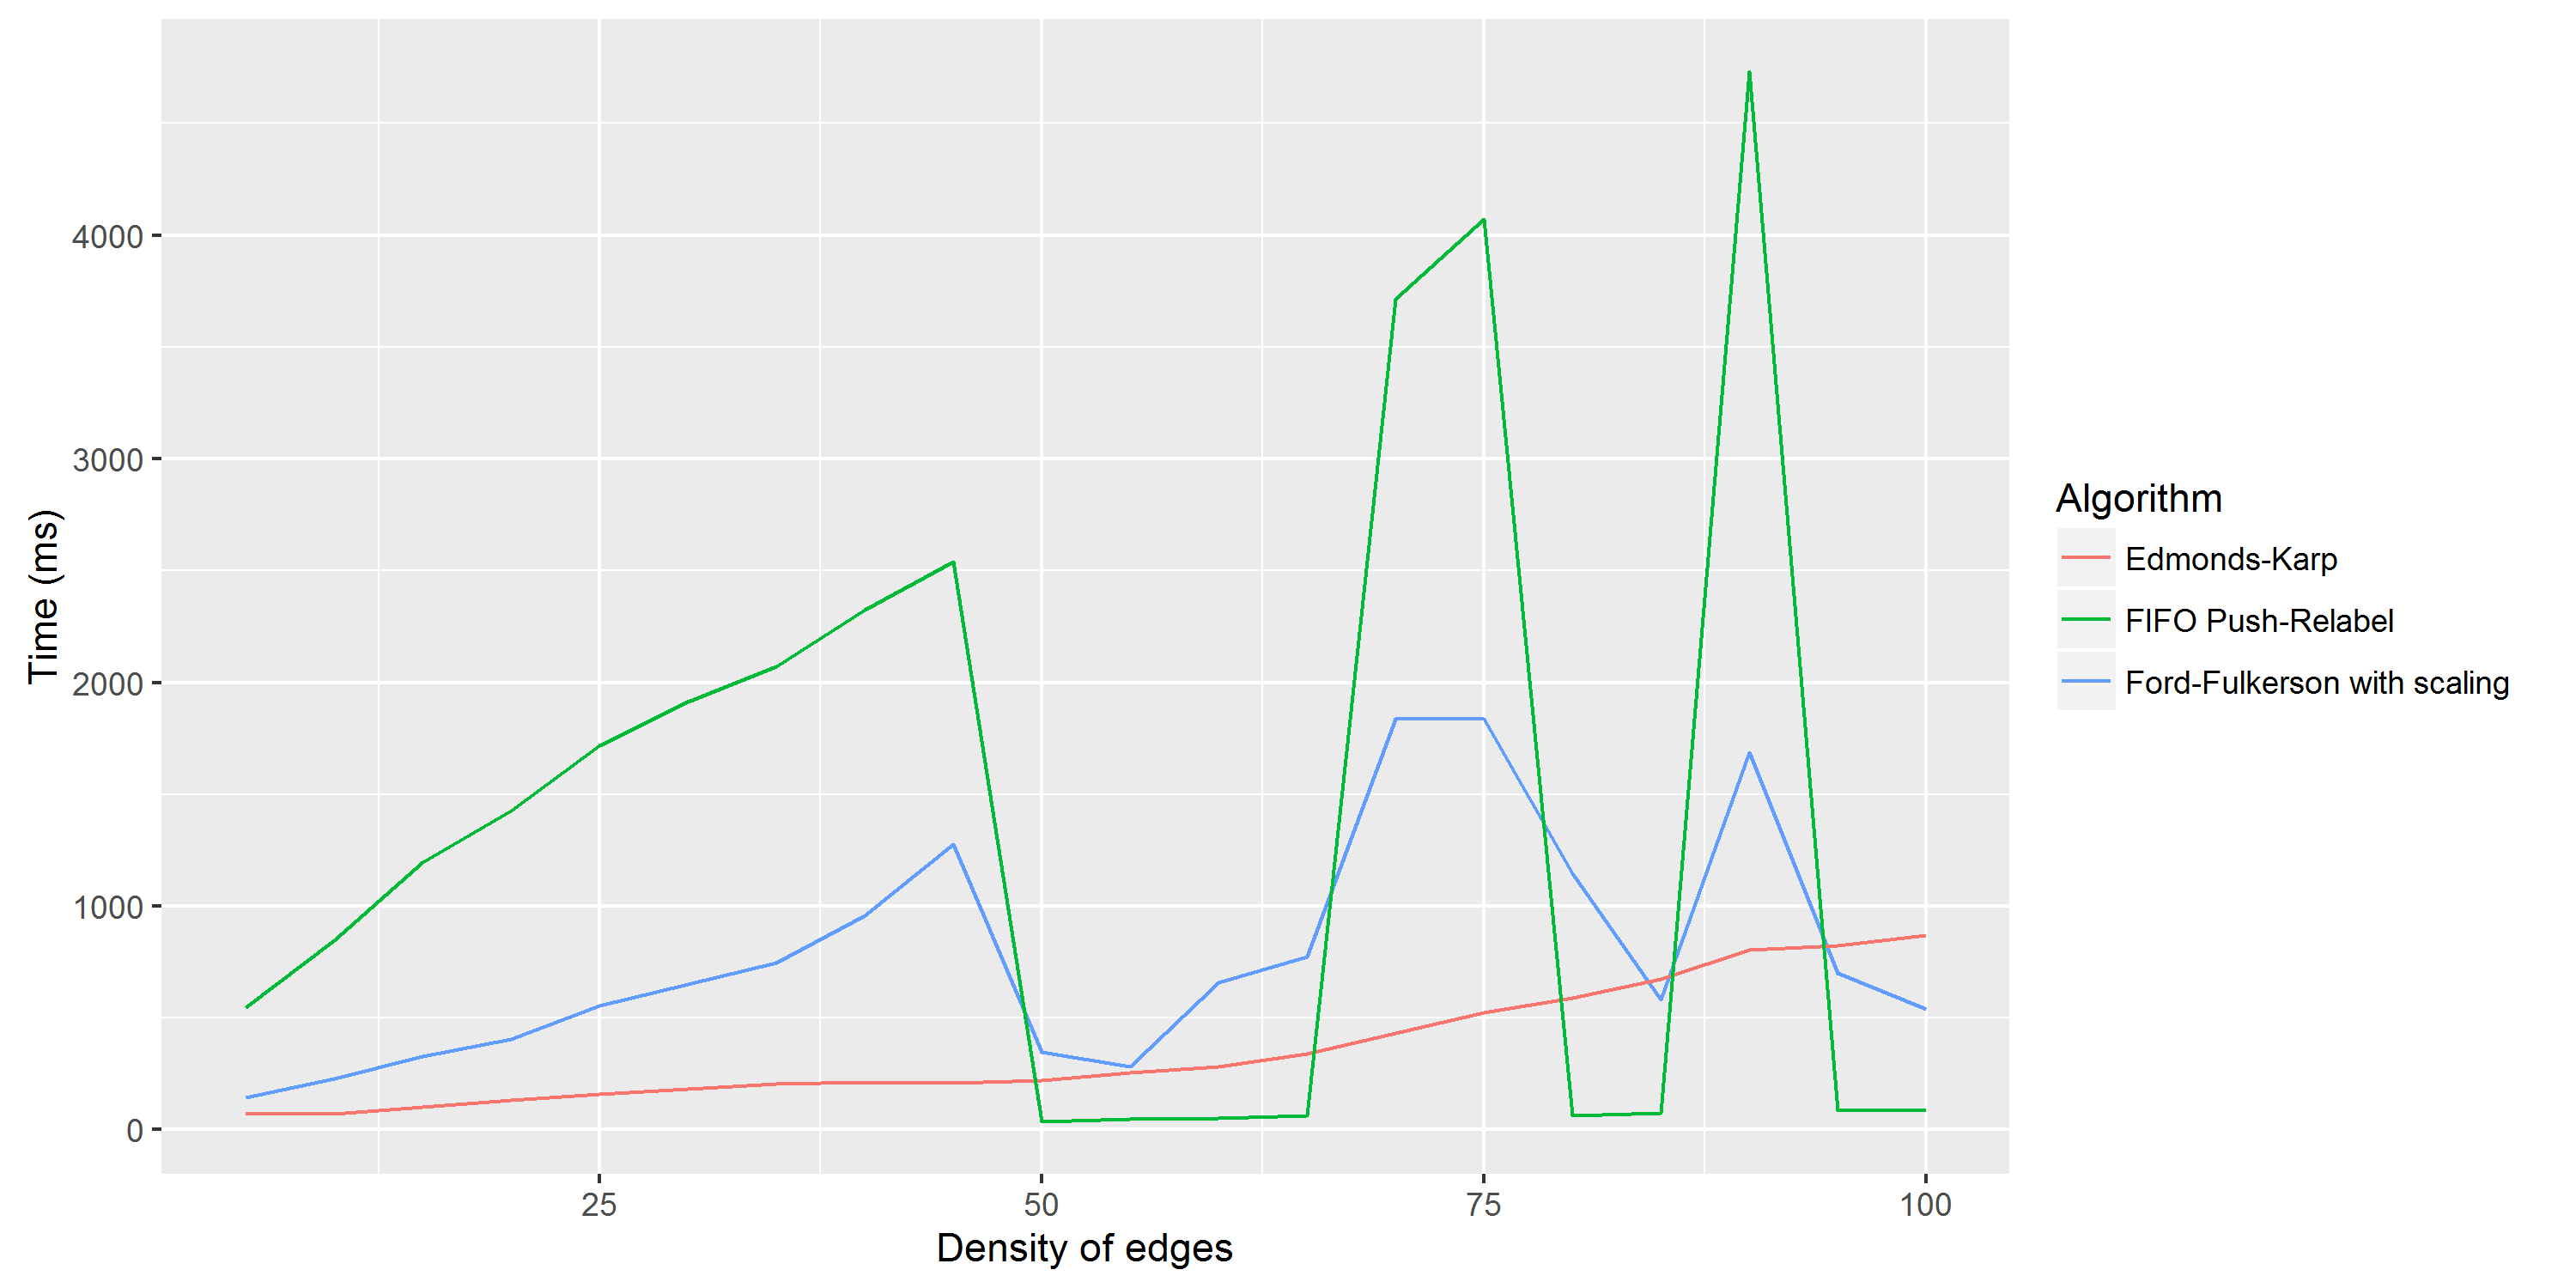 Time (ms)
4000
3000
2000
1000
0
25 50 75 100
Density of edges
Algorithm
Edmonds-Karp
FIFO Push-Relabel
Ford-Fulkerson with scaling